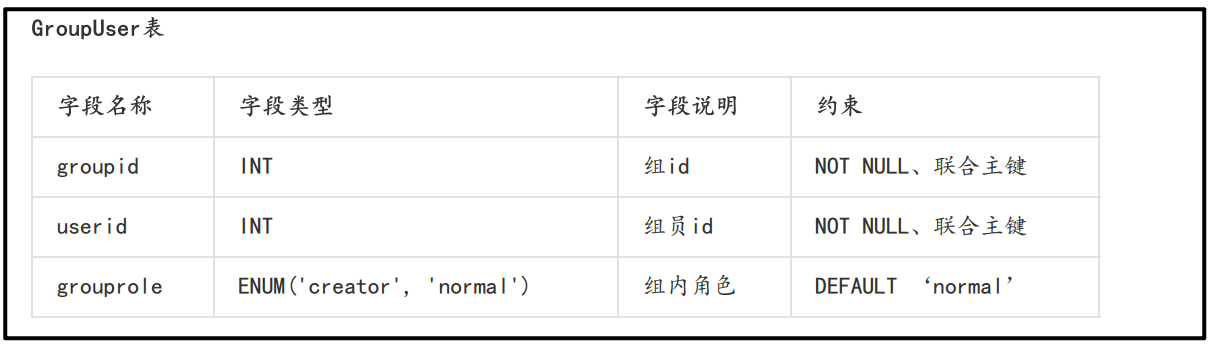 GroupUser表
字段名称 字段类型 字段说明 约束
groupid INT 组id NOT NULL、联合主键
userid INT 组员id NOT NULL、联合主键
grouprole ENUM('creator', 'normal') 组内角色 DEFAULT ‘normal’